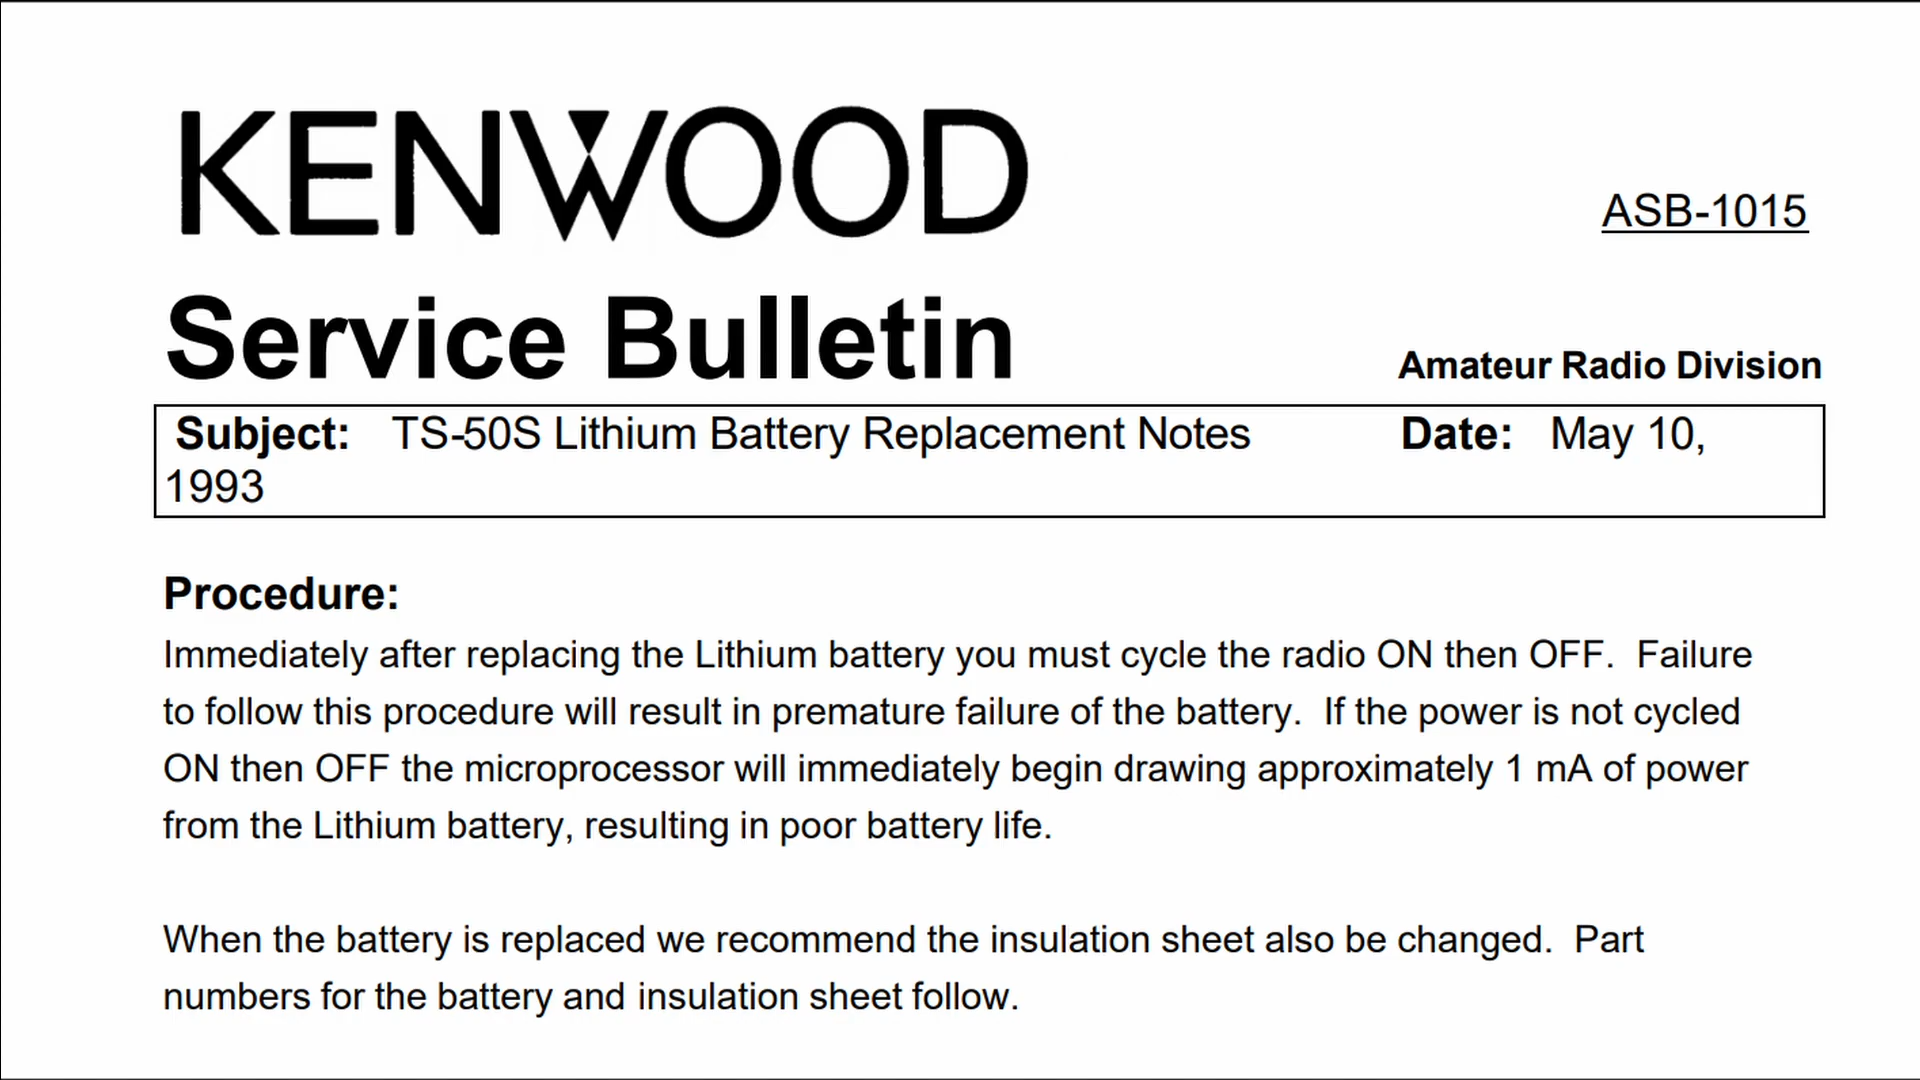 KENWOOD
ASB-1015
Service Bulletin
Amateur Radio Division
Subject: TS-50S Lithium Battery Replacement Notes Date: May 10,
1993
Procedure:
Immediately after replacing the Lithium battery you must cycle the radio ON then OFF. Failure
to follow this procedure will result in premature failure of the battery. If the power is not cycled
ON then OFF the microprocessor will immediately begin drawing approximately 1 mA of power
from the Lithium battery, resulting in poor battery life.
When the battery is replaced we recommend the insulation sheet also be changed. Part
numbers for the battery and insulation sheet follow.